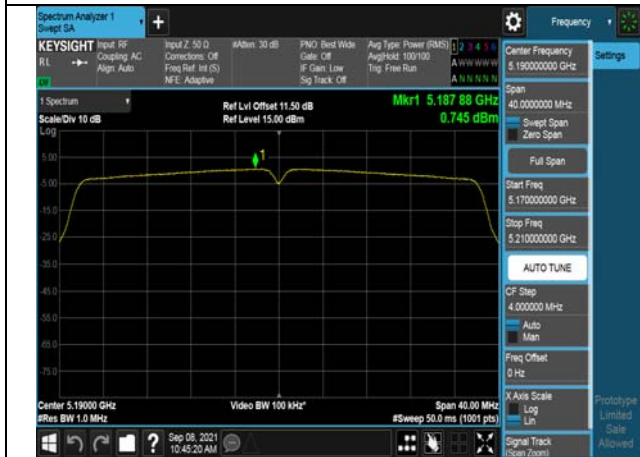 Spectrum Analyzer 1
Swept SA
Frequency
KEYSIGHT
RL
Input: RF
Coupling: AC
Align: Auto
Input Z: 50 Ω
Corrections: Off
Freq Ref: Int (S)
NFE: Adaptive
#Atten: 30 dB
PNO: Best Wide
Gate: Off
IF Gain: Low
Sig Track: Off
Avg Type: Power (RMS)
Avg|Hold: 100/100
Trig: Free Run
1 2 3 4 5 6
A W W W W W
A N N N N N
1 Spectrum
Scale/Div 10 dB
Log
Ref Lvl Offset 11.50 dB
Ref Level 15.00 dBm
Mkr1 5.187 88 GHz
0.745 dBm
1
5.00
-5.00
-15.0
-25.0
-35.0
-45.0
-55.0
-65.0
-75.0
Center 5.19000 GHz
#Res BW 1.0 MHz
Video BW 100 kHz*
Span 40.00 MHz
#Sweep 50.0 ms (1001 pts)
Sep 08, 2021
10:45:20 AM
Center Frequency
5.190000000 GHz
Settings
Span
40.0000000 MHz
Swept Span
Zero Span
Full Span
Start Freq
5.170000000 GHz
Stop Freq
5.210000000 GHz
AUTO TUNE
CF Step
4.000000 MHz
Auto
Man
Freq Offset
0 Hz
X Axis Scale
Log
Lin
Signal Track
(Span Zoom)
Prototype
Limited
Sale
Allowed